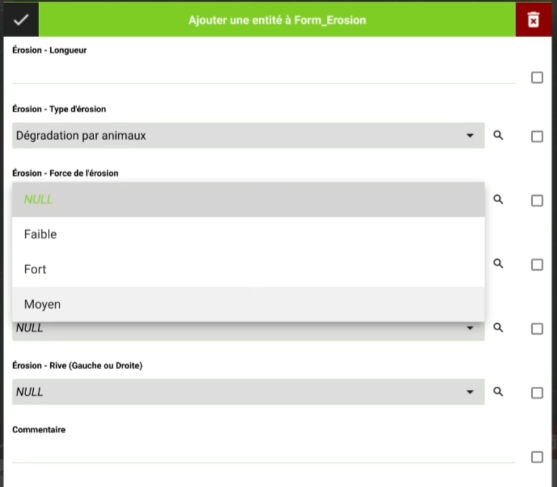 Ajouter une entité à Form_Erosion
Érosion - Longueur
Érosion - Type d'érosion
Dégradation par animaux
Érosion - Force de l'érosion
NULL
Faible
Fort
Moyen
NULL
Érosion - Rive (Gauche ou Droite)
NULL
Commentaire